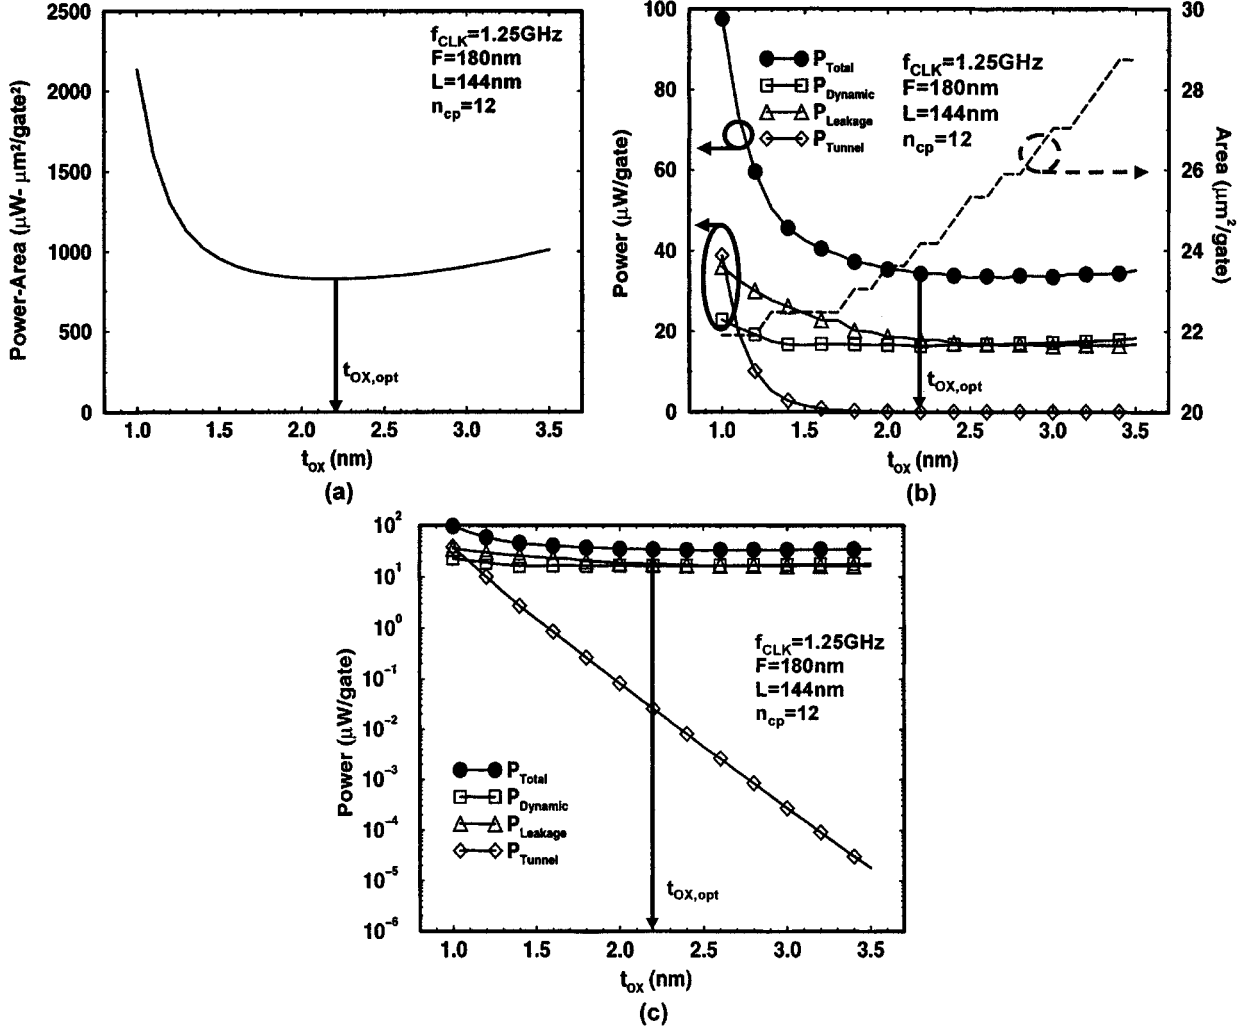 2500
2000
1500
1000
500
0
Power-Area (μW- μm²/gate²)
f_CLK=1.25GHz
F=180nm
L=144nm
n_cp=12
t_OX,opt
1.0 1.5 2.0 2.5 3.0 3.5
t_ox (nm)
(a)
100
80
60
40
20
0
Power (μW/gate)
P_Total
P_Dynamic
P_Leakage
P_Tunnel
f_CLK=1.25GHz
F=180nm
L=144nm
n_cp=12
t_OX,opt
30
28
26
24
22
20
Area (μm²/gate)
1.0 1.5 2.0 2.5 3.0 3.5
t_ox (nm)
(b)
10²
10¹
10⁰
10⁻¹
10⁻²
10⁻³
10⁻⁴
10⁻⁵
10⁻⁶
Power (μW/gate)
f_CLK=1.25GHz
F=180nm
L=144nm
n_cp=12
P_Total
P_Dynamic
P_Leakage
P_Tunnel
t_OX,opt
1.0 1.5 2.0 2.5 3.0 3.5
t_ox (nm)
(c)